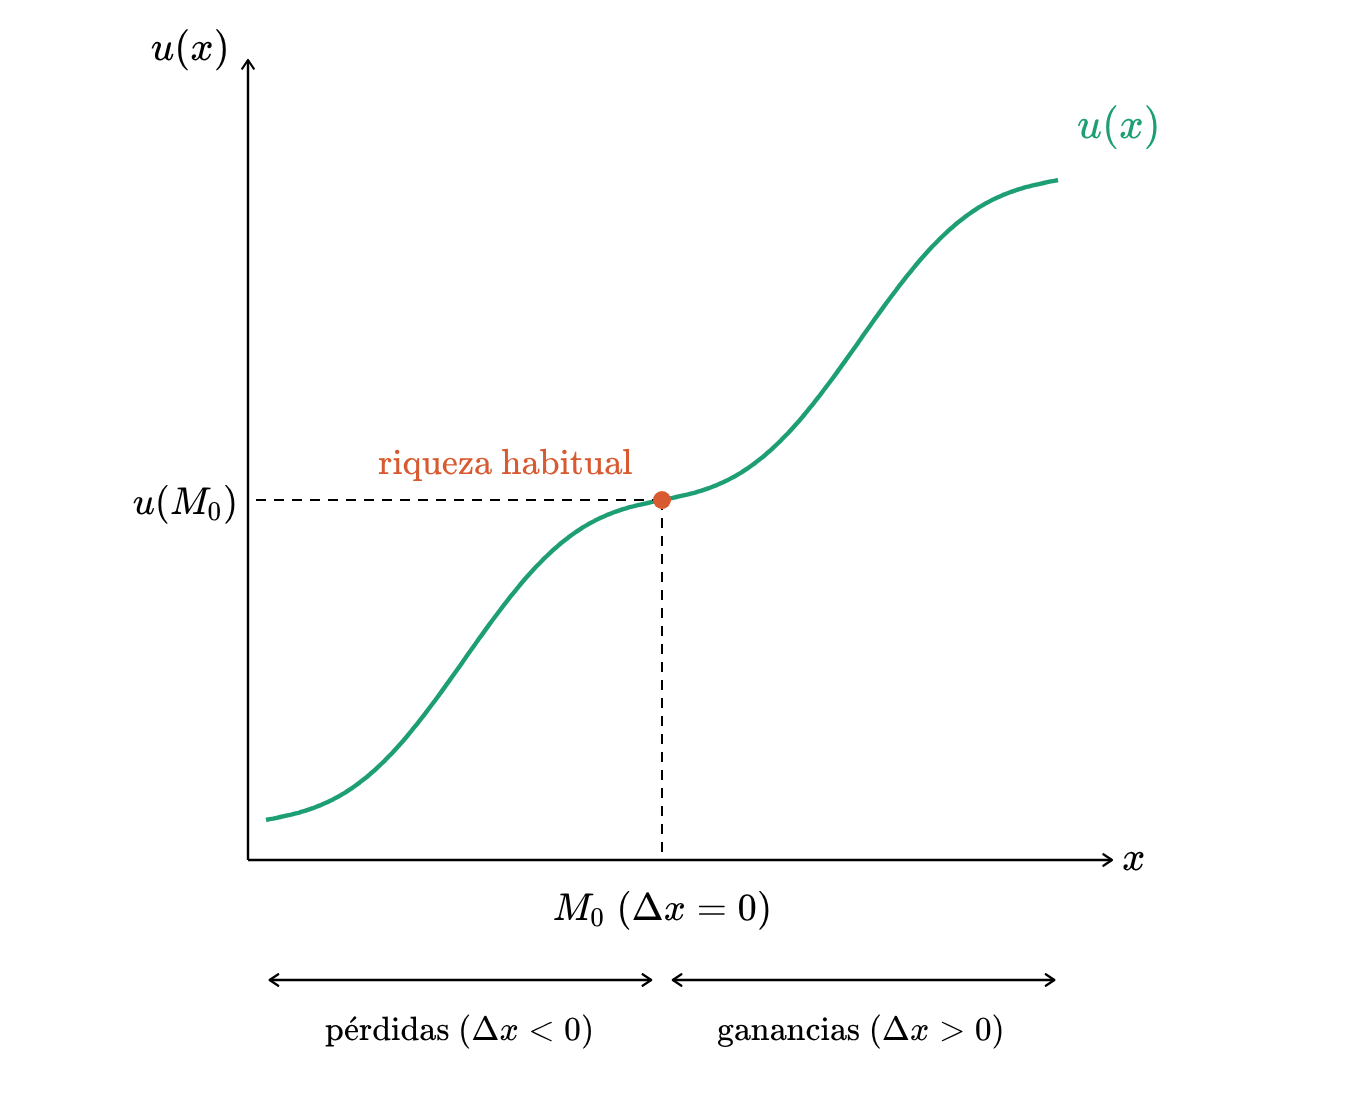 u(x)
u(x)
riqueza habitual
u(M₀)
x
M₀ (Δx = 0)
pérdidas (Δx < 0)
ganancias (Δx > 0)